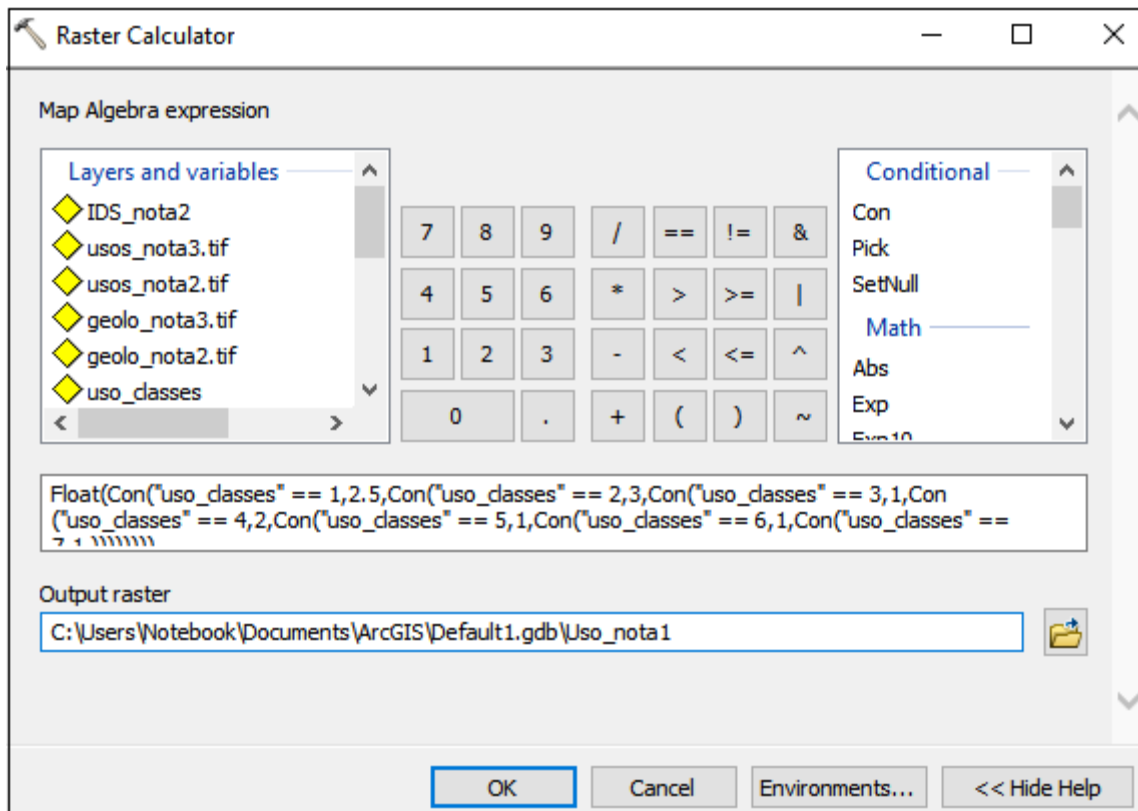 Raster Calculator
Map Algebra expression
Layers and variables
IDS_nota2
usos_nota3.tif
usos_nota2.tif
geolo_nota3.tif
geolo_nota2.tif
uso_classes
7 8 9 / == != &
4 5 6 * > >= |
1 2 3 - < <= ^
0 . + ( ) ~
Conditional
Con
Pick
SetNull
Math
Abs
Exp
Exp10
Float(Con("uso_classes" == 1,2.5,Con("uso_classes" == 2,3,Con("uso_classes" == 3,1,Con
("uso_classes" == 4,2,Con("uso_classes" == 5,1,Con("uso_classes" == 6,1,Con("uso_classes" ==
7,1,))))))))
Output raster
C:\Users\Notebook\Documents\ArcGIS\Default1.gdb\Uso_nota1
OK Cancel Environments... << Hide Help